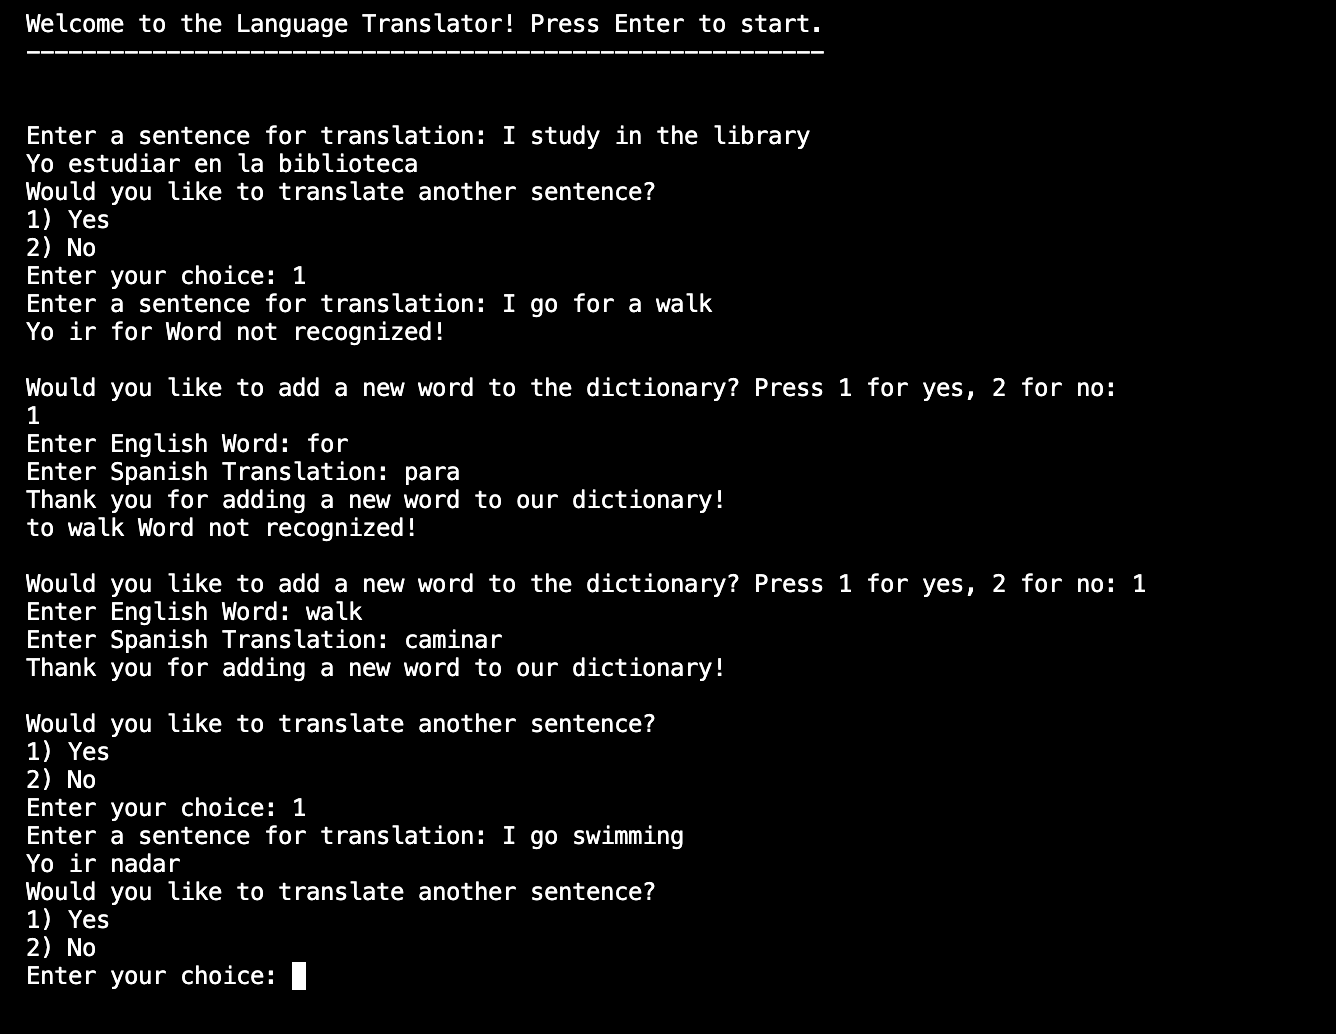 Welcome to the Language Translator! Press Enter to start.
---------------------------------------------------------
Enter a sentence for translation: I study in the library
Yo estudiar en la biblioteca
Would you like to translate another sentence?
1) Yes
2) No
Enter your choice: 1
Enter a sentence for translation: I go for a walk
Yo ir for Word not recognized!
Would you like to add a new word to the dictionary? Press 1 for yes, 2 for no:
1
Enter English Word: for
Enter Spanish Translation: para
Thank you for adding a new word to our dictionary!
to walk Word not recognized!
Would you like to add a new word to the dictionary? Press 1 for yes, 2 for no: 1
Enter English Word: walk
Enter Spanish Translation: caminar
Thank you for adding a new word to our dictionary!
Would you like to translate another sentence?
1) Yes
2) No
Enter your choice: 1
Enter a sentence for translation: I go swimming
Yo ir nadar
Would you like to translate another sentence?
1) Yes
2) No
Enter your choice: